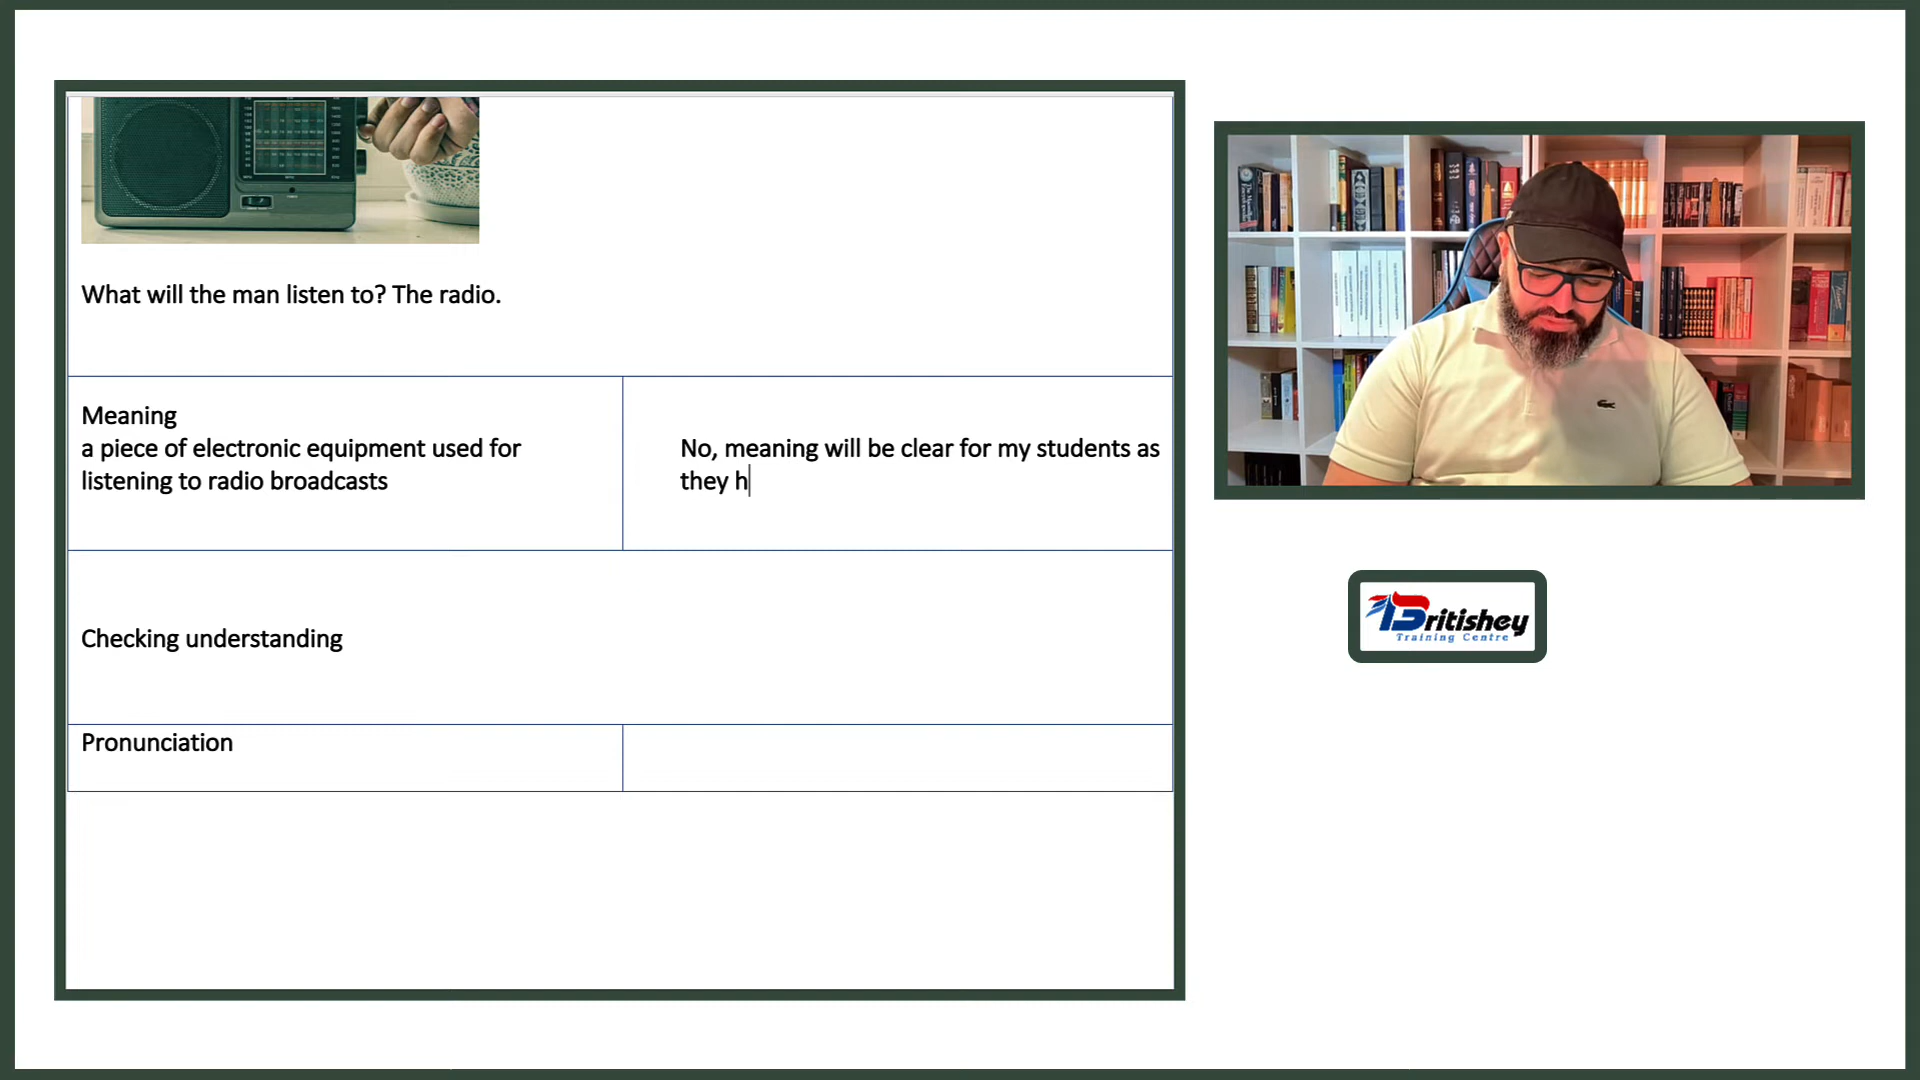 What will the man listen to? The radio.
Meaning
a piece of electronic equipment used for
listening to radio broadcasts
No, meaning will be clear for my students as
they h
Checking understanding
Pronunciation
Britishey
Training Centre